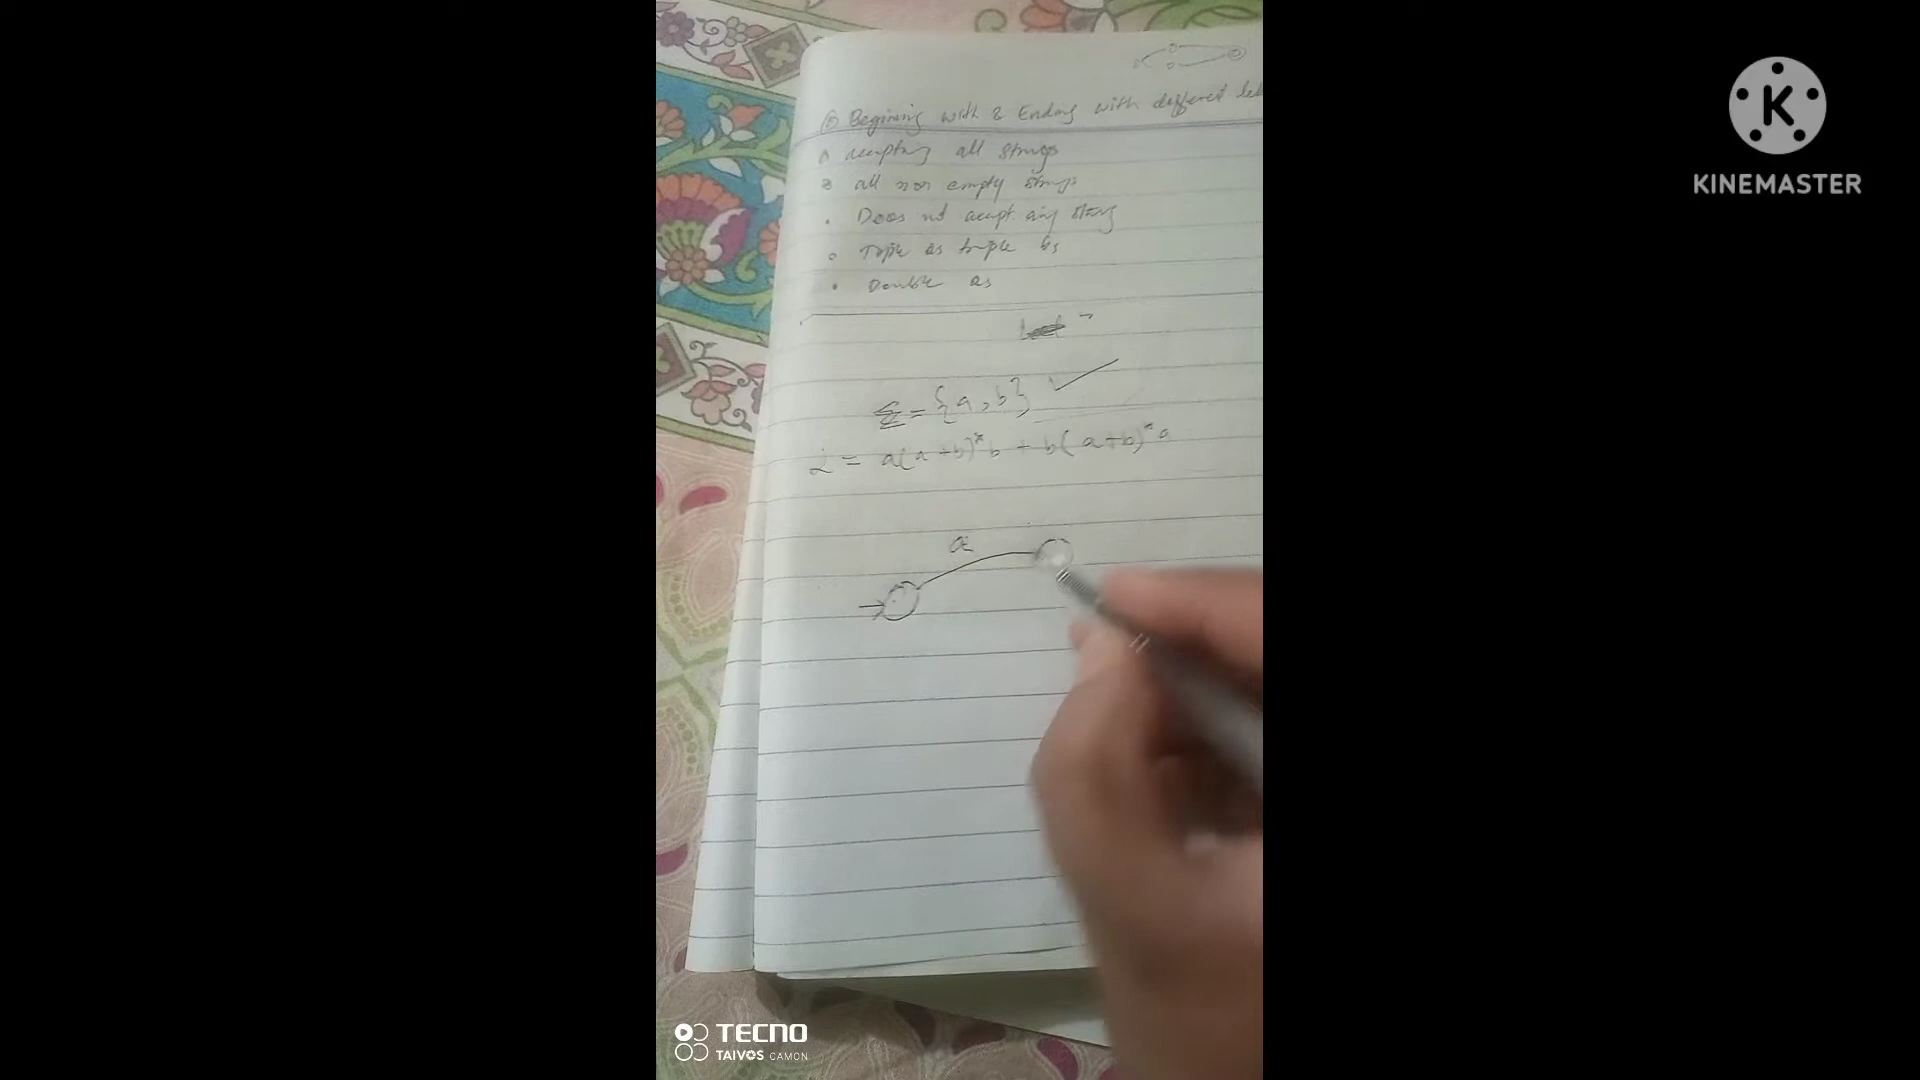 Begining with & Ending with different
accepting all strings
all non empty strings
Does not accept any string
Triple as triple bs
Double as
Σ = {a, b}
L = a(a+b)*b + b(a+b)*a
a
KINEMASTER
TECNO
TAIVOS CAMON